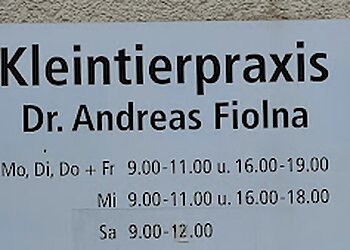 Kleintierpraxis
Dr. Andreas Fiolna
Mo, Di, Do + Fr 9.00-11.00 u. 16.00-19.00
Mi 9.00-11.00 u. 16.00-18.00
Sa 9.00-12.00